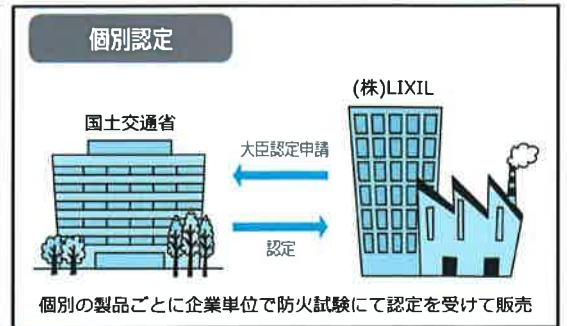 個別認定
(株)LIXIL
国土交通省
大臣認定申請
認定
個別の製品ごとに企業単位で防火試験にて認定を受けて販売